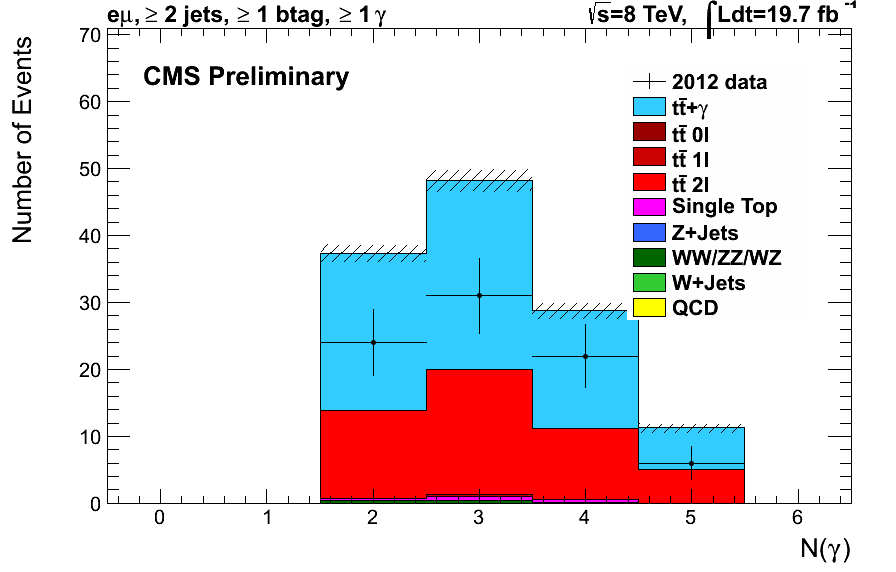 eμ, ≥ 2 jets, ≥ 1 btag, ≥ 1 γ
√s=8 TeV, ∫Ldt=19.7 fb⁻¹
CMS Preliminary
Number of Events
70
60
50
40
30
20
10
0
2012 data
tt̄+γ
tt̄ 0l
tt̄ 1l
tt̄ 2l
Single Top
Z+Jets
WW/ZZ/WZ
W+Jets
QCD
0 1 2 3 4 5 6
N(γ)